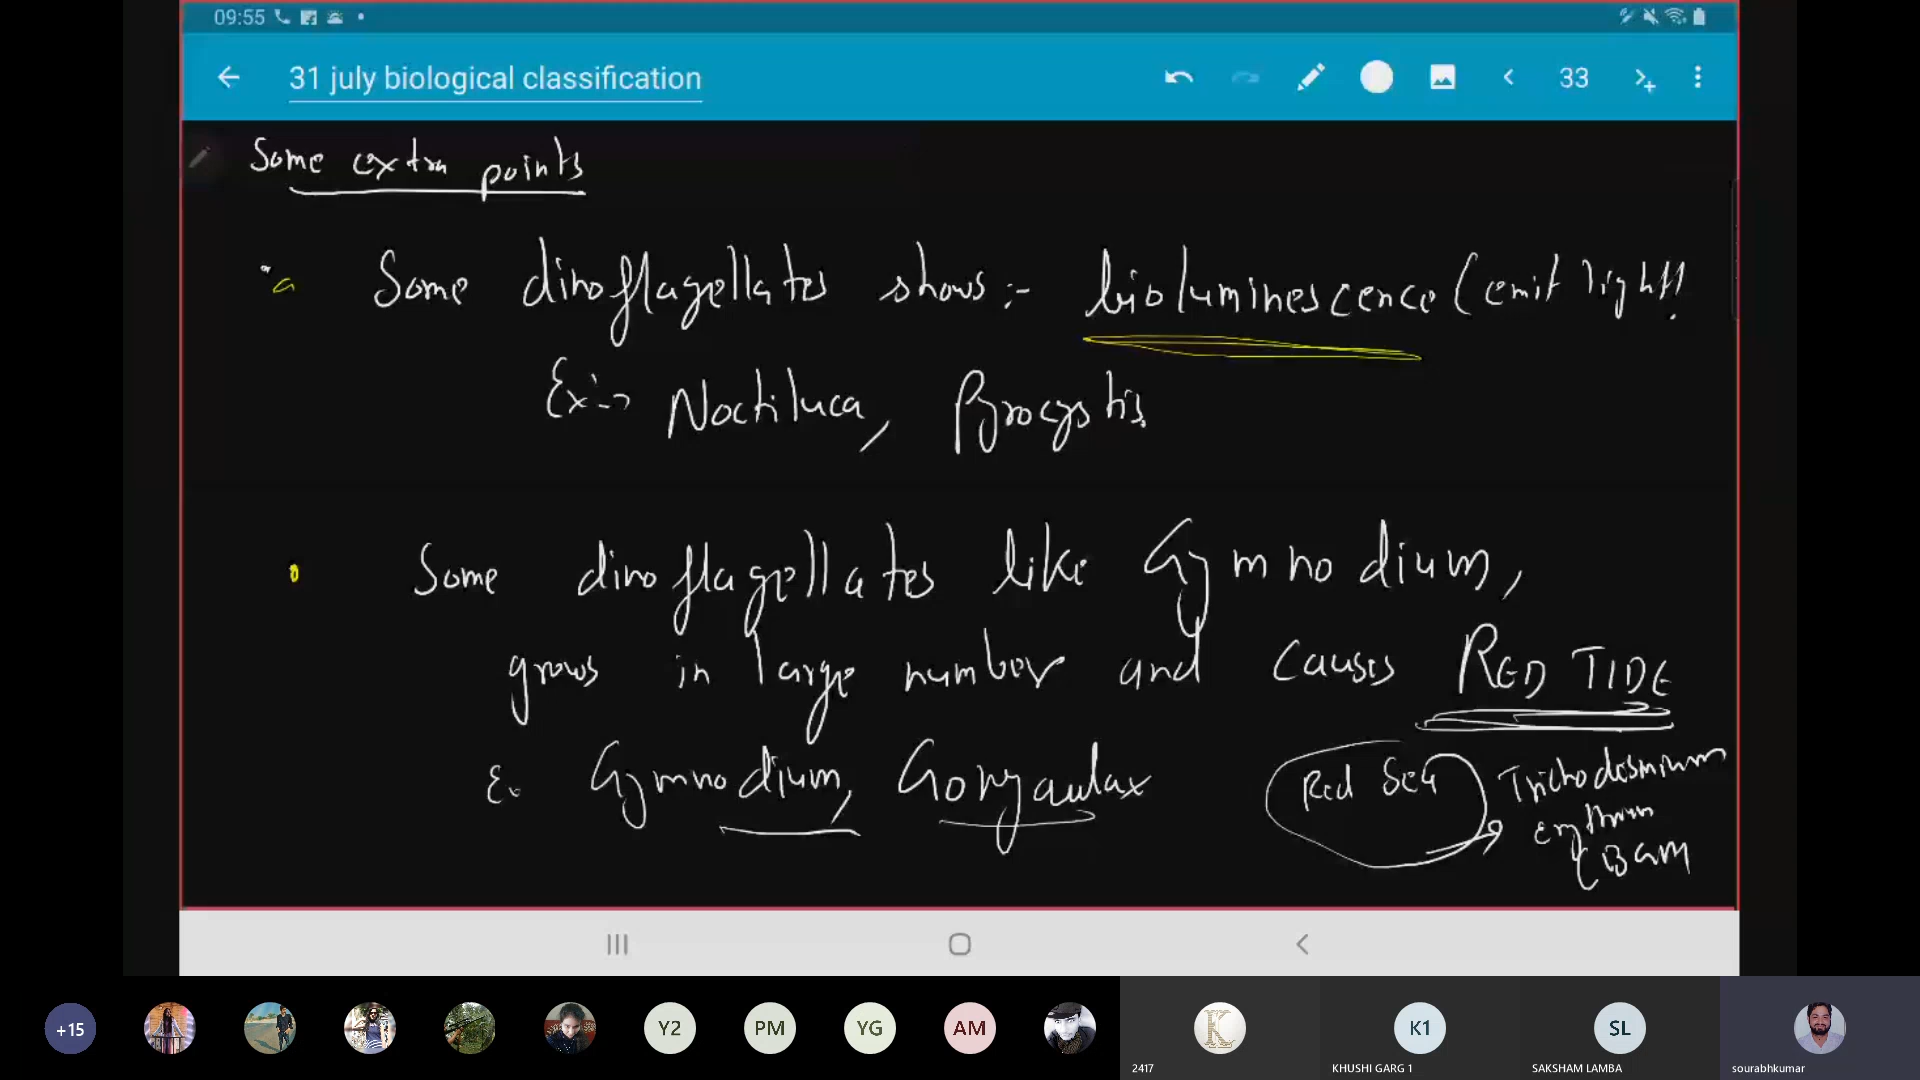 09:55
31 july biological classification
33
Some extra points
Some dinoflagellates shows :- bioluminescence (emit light)
Ex:-> Noctiluca, Pyrocystis.
Some dinoflagellates like Gymnodium,
grows in large number and causes RED TIDE
Ex. Gymnodium, Gonyaulax
Red Sea
Trichodesmium
erythrum
(BGA)
+15
Y2
PM
YG
AM
K
K1
SL
2417
KHUSHI GARG 1
SAKSHAM LAMBA
sourabhkumar